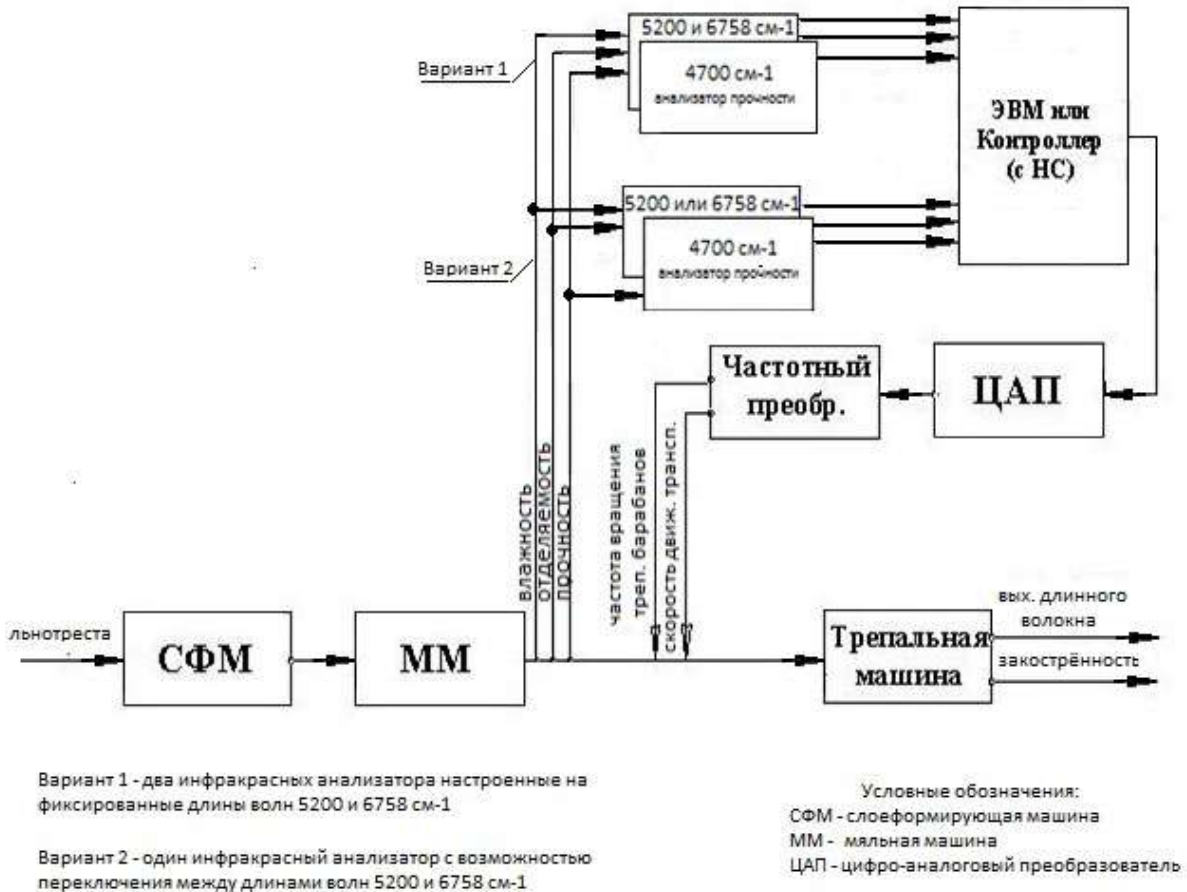 5200 и 6758 см-1
Вариант 1
4700 см-1
анализатор прочности
ЭВМ или
Контроллер
(с НС)
5200 или 6758 см-1
4700 см-1
анализатор прочности
Вариант 2
Частотный
преобр.
ЦАП
влажность
отделяемость
прочность
частота вращения
треп. барабанов
скорость движ. трансп.
льнотреста
СФМ
ММ
Трепальная
машина
вых. длинного
волокна
закострённость
Вариант 1 - два инфракрасных анализатора настроенные на
фиксированные длины волн 5200 и 6758 см-1
Вариант 2 - один инфракрасный анализатор с возможностью
переключения между длинами волн 5200 и 6758 см-1
Условные обозначения:
СФМ - слоеформирующая машина
ММ - мяльная машина
ЦАП - цифро-аналоговый преобразователь